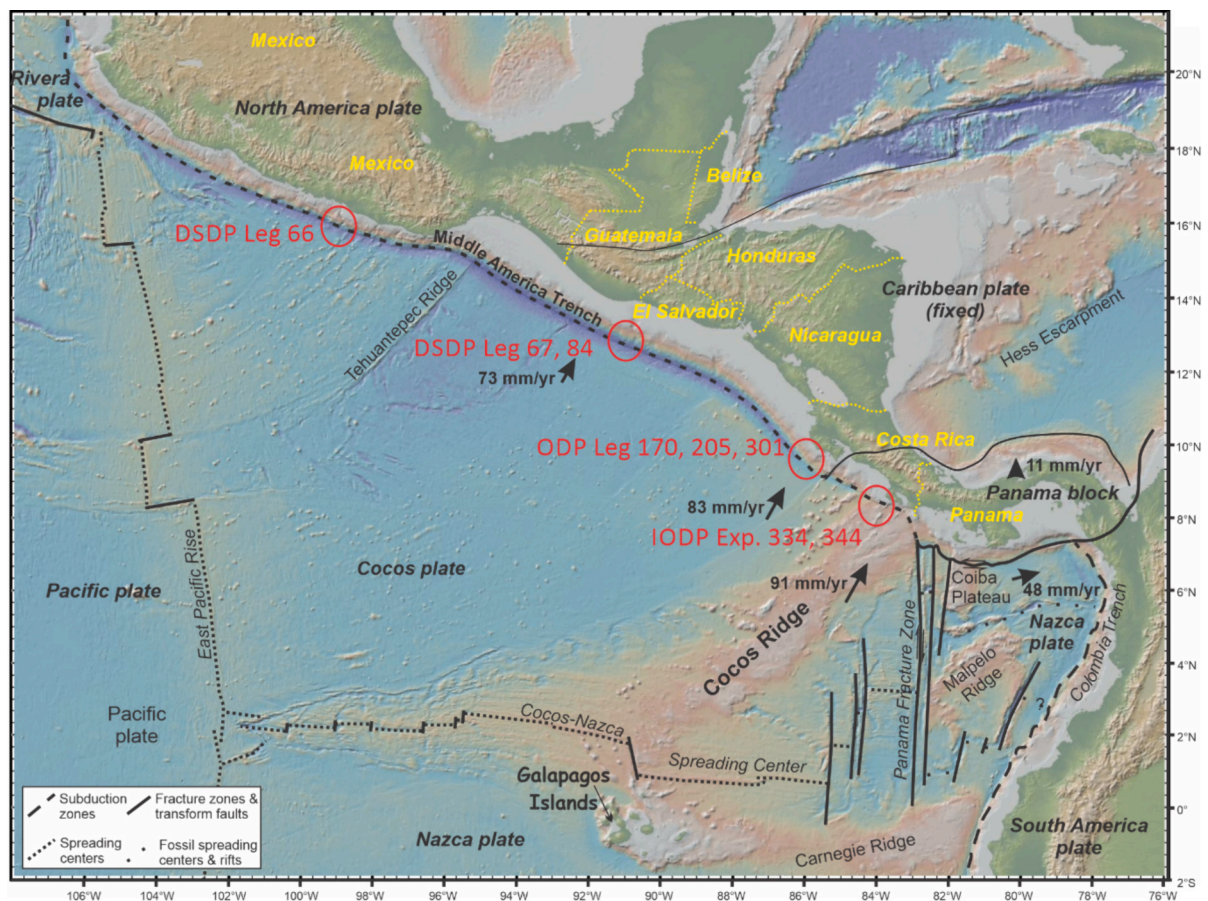 Mexico
Rivera
plate
North America plate
20°N
18°N
Mexico
Belize
16°N
DSDP Leg 66
Guatemala
Middle America Trench
Honduras
Caribbean plate
(fixed)
14°N
Tehuantepec Ridge
El Salvador
Nicaragua
Hess Escarpment
DSDP Leg 67, 84
73 mm/yr
12°N
Costa Rica
ODP Leg 170, 205, 301
10°N
11 mm/yr
Panama block
83 mm/yr
Panama
8°N
IODP Exp. 334, 344
Cocos plate
Pacific plate
East Pacific Rise
91 mm/yr
Coiba
Plateau
48 mm/yr
6°N
Nazca
plate
Colombia Trench
Cocos Ridge
Panama Fracture Zone
Malpelo
Ridge
4°N
?
Pacific
plate
Cocos-Nazca
Spreading Center
2°N
Galapagos
Islands
0°
Subduction
zones
Fracture zones &
transform faults
Spreading
centers
Fossil spreading
centers & rifts
Nazca plate
Carnegie Ridge
South America
plate
2°S
106°W
104°W
102°W
100°W
98°W
96°W
94°W
92°W
90°W
88°W
86°W
84°W
82°W
80°W
78°W
76°W